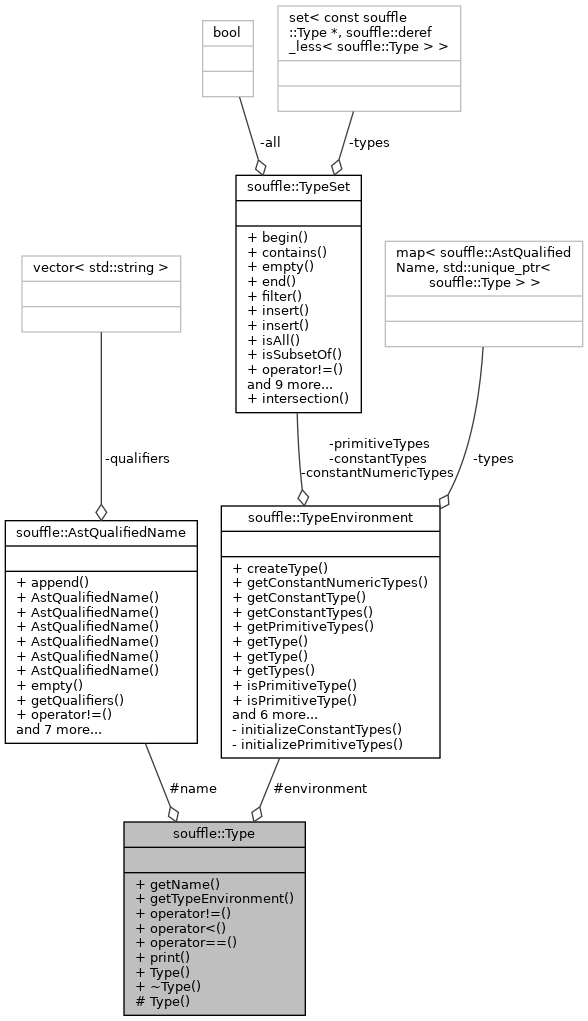 bool
set< const souffle
::Type *, souffle::deref
_less< souffle::Type > >
-all
-types
souffle::TypeSet
+ begin()
+ contains()
+ empty()
+ end()
+ filter()
+ insert()
+ insert()
+ isAll()
+ isSubsetOf()
+ operator!=()
and 9 more...
+ intersection()
vector< std::string >
map< souffle::AstQualified
Name, std::unique_ptr<
souffle::Type > >
-qualifiers
-primitiveTypes
-constantTypes
-constantNumericTypes
-types
souffle::AstQualifiedName
+ append()
+ AstQualifiedName()
+ AstQualifiedName()
+ AstQualifiedName()
+ AstQualifiedName()
+ AstQualifiedName()
+ AstQualifiedName()
+ empty()
+ getQualifiers()
+ operator!=()
and 7 more...
souffle::TypeEnvironment
+ createType()
+ getConstantNumericTypes()
+ getConstantType()
+ getConstantTypes()
+ getPrimitiveTypes()
+ getType()
+ getType()
+ getTypes()
+ isPrimitiveType()
+ isPrimitiveType()
and 6 more...
- initializeConstantTypes()
- initializePrimitiveTypes()
#name
#environment
souffle::Type
+ getName()
+ getTypeEnvironment()
+ operator!=()
+ operator<()
+ operator==()
+ print()
+ Type()
+ ~Type()
# Type()